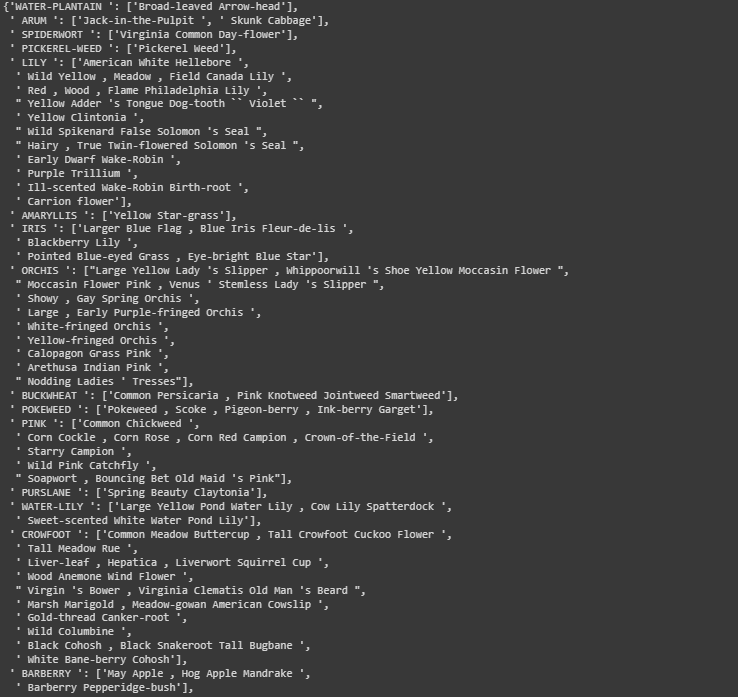 {'WATER-PLANTAIN ': ['Broad-leaved Arrow-head'],
' ARUM ': ['Jack-in-the-Pulpit ', ' Skunk Cabbage'],
' SPIDERWORT ': ['Virginia Common Day-flower'],
' PICKEREL-WEED ': ['Pickerel Weed'],
' LILY ': ['American White Hellebore ',
' Wild Yellow , Meadow , Field Canada Lily ',
' Red , Wood , Flame Philadelphia Lily ',
" Yellow Adder 's Tongue Dog-tooth `` Violet `` ",
' Yellow Clintonia ',
" Wild Spikenard False Solomon 's Seal ",
" Hairy , True Twin-flowered Solomon 's Seal ",
' Early Dwarf Wake-Robin ',
' Purple Trillium ',
' Ill-scented Wake-Robin Birth-root ',
' Carrion flower'],
' AMARYLLIS ': ['Yellow Star-grass'],
' IRIS ': ['Larger Blue Flag , Blue Iris Fleur-de-lis ',
' Blackberry Lily ',
' Pointed Blue-eyed Grass , Eye-bright Blue Star'],
' ORCHIS ': ["Large Yellow Lady 's Slipper , Whippoorwill 's Shoe Yellow Moccasin Flower ",
" Moccasin Flower Pink , Venus ' Stemless Lady 's Slipper ",
' Showy , Gay Spring Orchis ',
' Large , Early Purple-fringed Orchis ',
' White-fringed Orchis ',
' Yellow-fringed Orchis ',
' Calopagon Grass Pink ',
' Arethusa Indian Pink ',
" Nodding Ladies ' Tresses"],
' BUCKWHEAT ': ['Common Persicaria , Pink Knotweed Jointweed Smartweed'],
' POKEWEED ': ['Pokeweed , Scoke , Pigeon-berry , Ink-berry Garget'],
' PINK ': ['Common Chickweed ',
' Corn Cockle , Corn Rose , Corn Red Campion , Crown-of-the-Field ',
' Starry Campion ',
' Wild Pink Catchfly ',
" Soapwort , Bouncing Bet Old Maid 's Pink"],
' PURSLANE ': ['Spring Beauty Claytonia'],
' WATER-LILY ': ['Large Yellow Pond Water Lily , Cow Lily Spatterdock ',
' Sweet-scented White Water Pond Lily'],
' CROWFOOT ': ['Common Meadow Buttercup , Tall Crowfoot Cuckoo Flower ',
' Tall Meadow Rue ',
' Liver-leaf , Hepatica , Liverwort Squirrel Cup ',
' Wood Anemone Wind Flower ',
" Virgin 's Bower , Virginia Clematis Old Man 's Beard ",
' Marsh Marigold , Meadow-gowan American Cowslip ',
' Gold-thread Canker-root ',
' Wild Columbine ',
' Black Cohosh , Black Snakeroot Tall Bugbane ',
' White Bane-berry Cohosh'],
' BARBERRY ': ['May Apple , Hog Apple Mandrake ',
' Barberry Pepperidge-bush'],